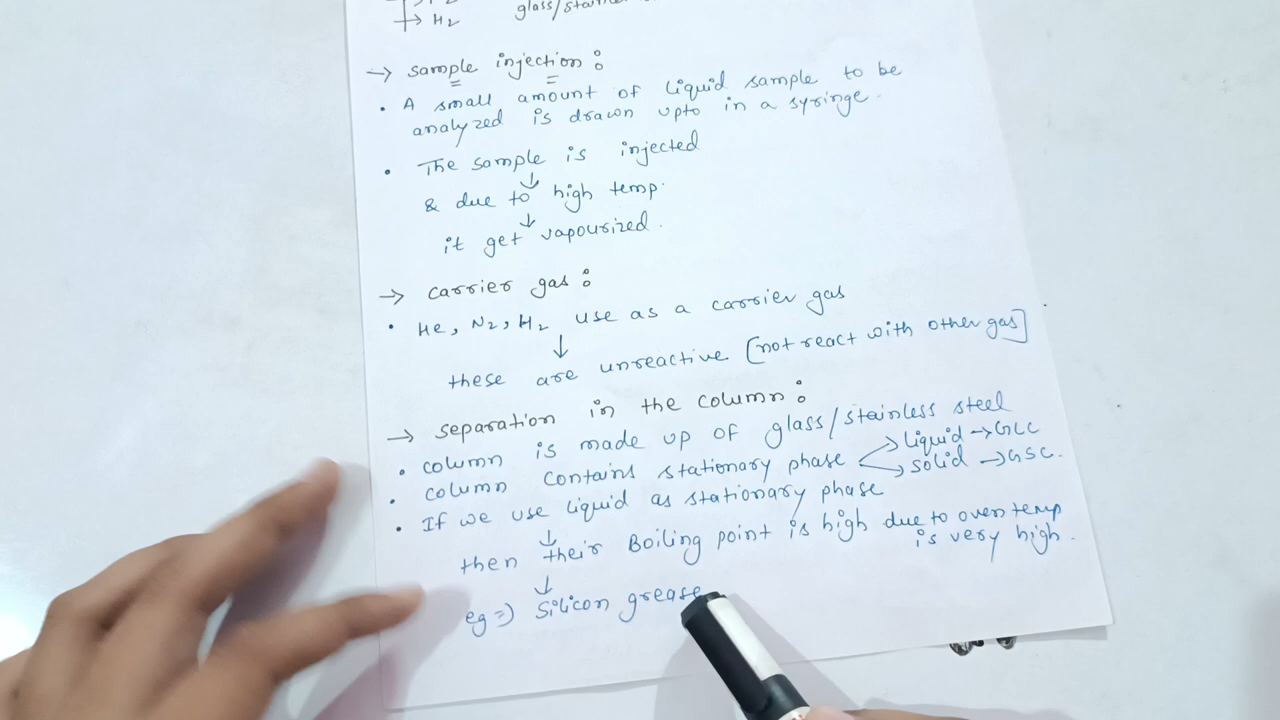 → H2 glass/stainle
→ sample injection :
• A small amount of liquid sample to be
analyzed is drawn upto in a syringe.
• The sample is injected
↓
& due to high temp.
↓
it get vapourized.
→ carrier gas :
• He, N2, H2 use as a carrier gas
↓
these are unreactive [not react with other gas]
→ separation in the column :
• column is made up of glass/stainless steel
• column contains stationary phase → liquid → GLC
→ solid → GSC.
• If we use liquid as stationary phase
↓
then their Boiling point is high due to oven temp
is very high.
↓
eg => silicon grease